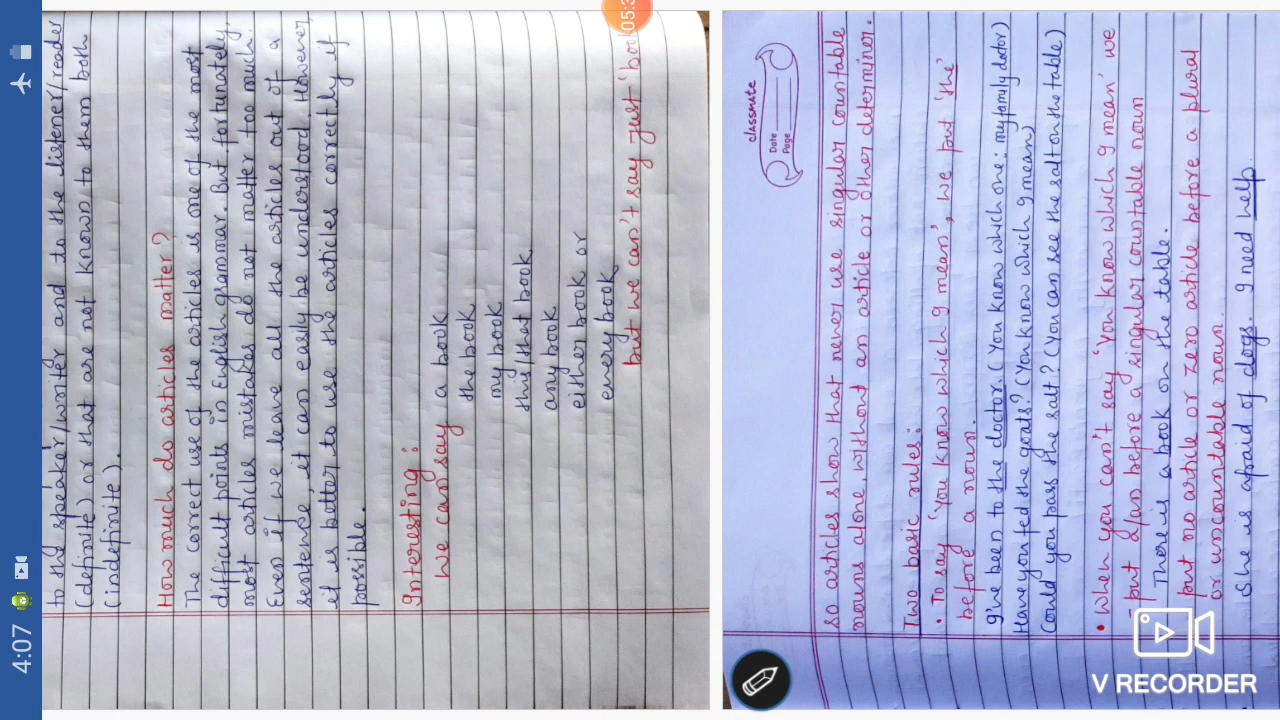 4:07
05:3
to the speaker/writer and to the listener/reader
(definite) or that are not known to them both
(indefinite).
How much do articles matter?
The correct use of the articles is one of the most
difficult points in English grammar. But fortunately,
most articles mistakes do not matter too much.
Even if we leave all the articles out of a
sentence, it can easily be understood. However,
it is better to use the articles correctly if
possible.
Interesting:
We can say a book
the book
my book
this/that book
any book
either book or
every book
but we can't say just 'book
classmate
Date
Page
So articles show that never use singular countable
nouns alone, without an article or other determiner.
Two basic rules:
• To say 'you know which I mean', we put 'the'
before a noun.
I've been to the doctor. (You know which one: my family doctor)
Have you fed the goats? (You know which I mean)
Could you pass the salt? (You can see the salt on the table)
• When you can't say 'you know which I mean' we
- put a/an before a singular countable noun
There is a book on the table.
put no article or zero article before a plural
or uncountable noun.
She is afraid of dogs. I need help.
V RECORDER